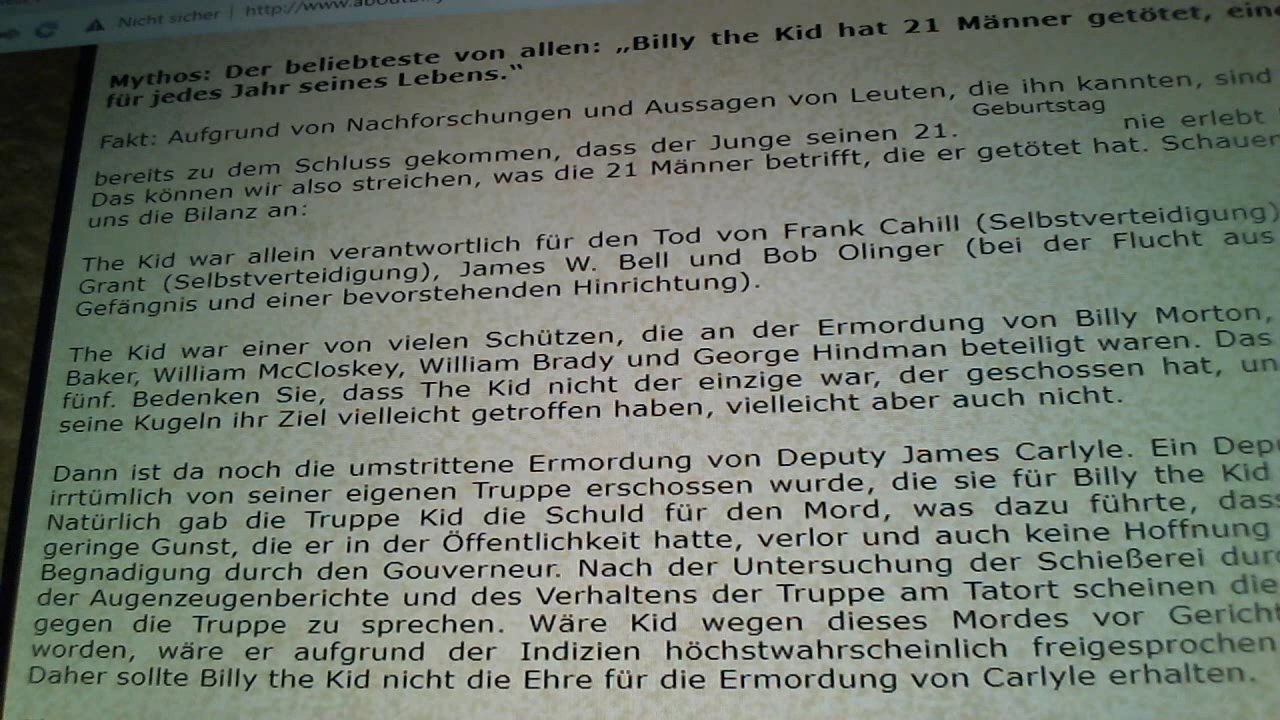 Nicht sicher | http://www.abou
Mythos: Der beliebteste von allen: „Billy the Kid hat 21 Männer getötet, eine
für jedes Jahr seines Lebens.“
Fakt: Aufgrund von Nachforschungen und Aussagen von Leuten, die ihn kannten, sind
Geburtstag
bereits zu dem Schluss gekommen, dass der Junge seinen 21. nie erlebt
Das können wir also streichen, was die 21 Männer betrifft, die er getötet hat. Schauen
uns die Bilanz an:
The Kid war allein verantwortlich für den Tod von Frank Cahill (Selbstverteidigung)
Grant (Selbstverteidigung), James W. Bell und Bob Olinger (bei der Flucht aus
Gefängnis und einer bevorstehenden Hinrichtung).
The Kid war einer von vielen Schützen, die an der Ermordung von Billy Morton,
Baker, William McCloskey, William Brady und George Hindman beteiligt waren. Das
fünf. Bedenken Sie, dass The Kid nicht der einzige war, der geschossen hat, un
seine Kugeln ihr Ziel vielleicht getroffen haben, vielleicht aber auch nicht.
Dann ist da noch die umstrittene Ermordung von Deputy James Carlyle. Ein Depu
irrtümlich von seiner eigenen Truppe erschossen wurde, die sie für Billy the Kid
Natürlich gab die Truppe Kid die Schuld für den Mord, was dazu führte, dass
geringe Gunst, die er in der Öffentlichkeit hatte, verlor und auch keine Hoffnung
Begnadigung durch den Gouverneur. Nach der Untersuchung der Schießerei durc
der Augenzeugenberichte und des Verhaltens der Truppe am Tatort scheinen die
gegen die Truppe zu sprechen. Wäre Kid wegen dieses Mordes vor Gericht
worden, wäre er aufgrund der Indizien höchstwahrscheinlich freigesprochen
Daher sollte Billy the Kid nicht die Ehre für die Ermordung von Carlyle erhalten.